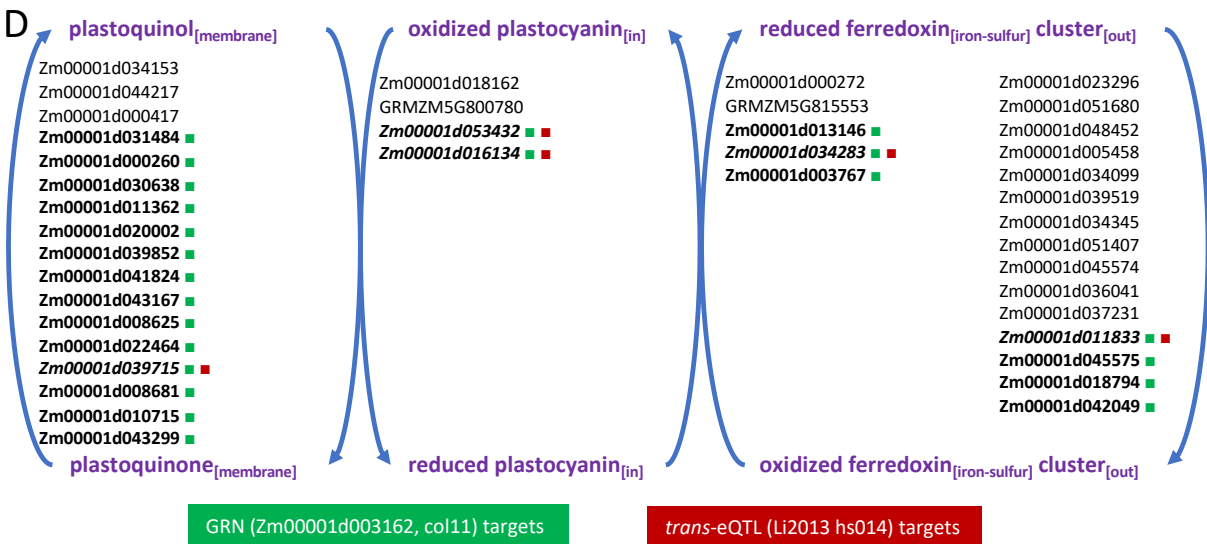 D
plastoquinol[membrane]
oxidized plastocyanin[in]
reduced ferredoxin[iron-sulfur] cluster[out]
Zm00001d034153
Zm00001d044217
Zm00001d000417
Zm00001d031484
Zm00001d000260
Zm00001d030638
Zm00001d011362
Zm00001d020002
Zm00001d039852
Zm00001d041824
Zm00001d043167
Zm00001d008625
Zm00001d022464
Zm00001d039715
Zm00001d008681
Zm00001d010715
Zm00001d043299
Zm00001d018162
GRMZM5G800780
Zm00001d053432
Zm00001d016134
Zm00001d000272
GRMZM5G815553
Zm00001d013146
Zm00001d034283
Zm00001d003767
Zm00001d023296
Zm00001d051680
Zm00001d048452
Zm00001d005458
Zm00001d034099
Zm00001d039519
Zm00001d034345
Zm00001d051407
Zm00001d045574
Zm00001d036041
Zm00001d037231
Zm00001d011833
Zm00001d045575
Zm00001d018794
Zm00001d042049
plastoquinone[membrane]
reduced plastocyanin[in]
oxidized ferredoxin[iron-sulfur] cluster[out]
GRN (Zm00001d003162, col11) targets
trans-eQTL (Li2013 hs014) targets